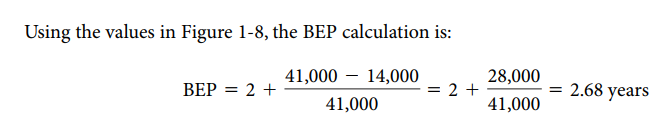 Using the values in Figure 1-8, the BEP calculation is:
BEP = 2 + (41,000 − 14,000) / 41,000 = 2 + 28,000 / 41,000 = 2.68 years